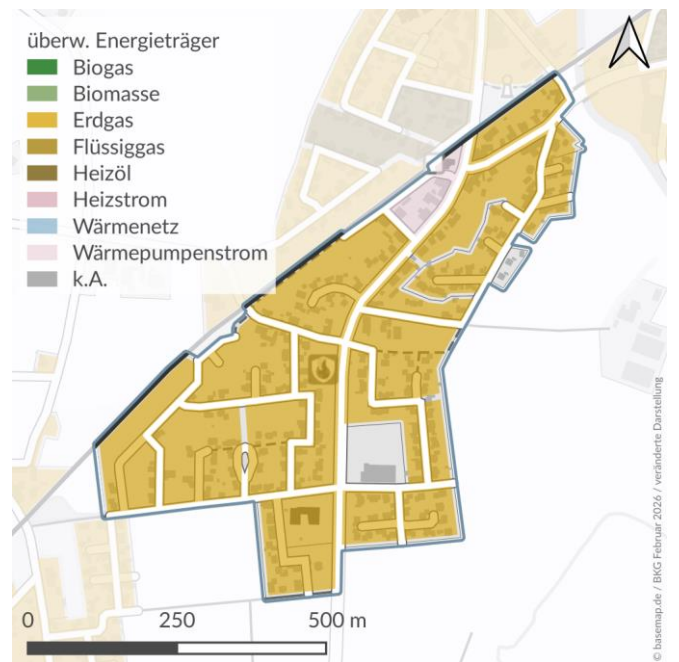 überw. Energieträger
Biogas
Biomasse
Erdgas
Flüssiggas
Heizöl
Heizstrom
Wärmenetz
Wärmepumpenstrom
k.A.
0 250 500 m
© basemap.de / BKG Februar 2026 / veränderte Darstellung